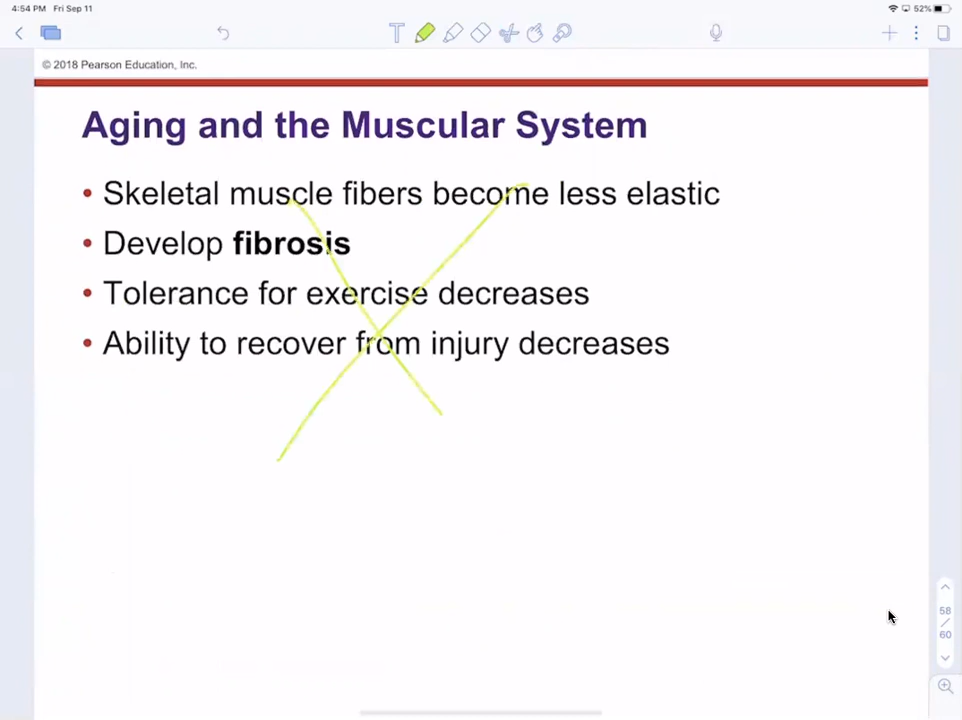 4:54 PM Fri Sep 11
52%
T
© 2018 Pearson Education, Inc.
Aging and the Muscular System
• Skeletal muscle fibers become less elastic
• Develop fibrosis
• Tolerance for exercise decreases
• Ability to recover from injury decreases
58
/
60